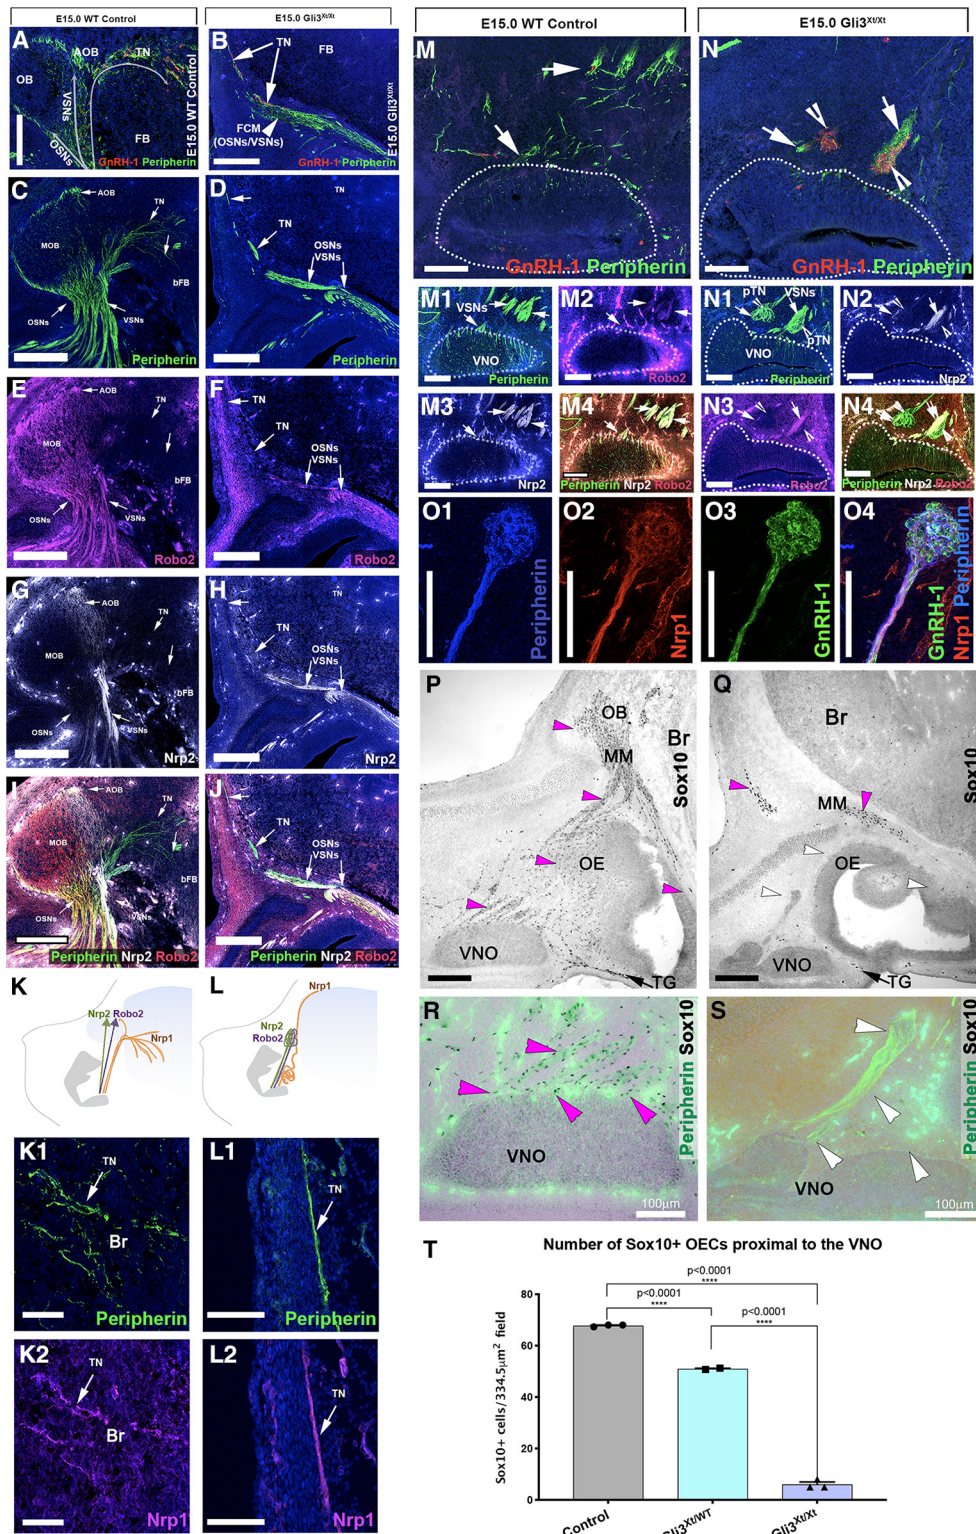 E15.0 WT Control
E15.0 Gli3Xt/Xt
A
AOB
TN
OB
VSNs
OSNs
FB
GnRH-1 Peripherin
E15.0 WT Control
B
TN
FB
FCM
(OSNs/VSNs)
GnRH-1 Peripherin
E15.0 Gli3Xt/Xt
C
AOB
TN
MOB
bFB
OSNs
VSNs
Peripherin
D
TN
TN
OSNs
VSNs
Peripherin
E
AOB
TN
MOB
bFB
OSNs
VSNs
Robo2
F
TN
TN
OSNs
VSNs
Robo2
G
AOB
TN
MOB
bFB
OSNs
VSNs
Nrp2
H
TN
TN
OSNs
VSNs
Nrp2
I
AOB
TN
MOB
bFB
OSNs
VSNs
Peripherin Nrp2 Robo2
J
TN
TN
OSNs
VSNs
Peripherin Nrp2 Robo2
K
Nrp2 Robo2
Nrp1
L
Nrp1
Nrp2
Robo2
K1
TN
Br
Peripherin
L1
TN
Peripherin
K2
TN
Br
Nrp1
L2
TN
Nrp1
E15.0 WT Control
E15.0 Gli3Xt/Xt
M
GnRH-1 Peripherin
N
GnRH-1 Peripherin
M1
VSNs
VNO
Peripherin
M2
Robo2
N1
pTN
VSNs
pTN
VNO
Peripherin
N2
Nrp2
M3
Nrp2
M4
Peripherin Nrp2 Robo2
N3
Robo2
N4
Peripherin Nrp2 Robo2
O1
Peripherin
O2
Nrp1
O3
GnRH-1
O4
GnRH-1
Nrp1 Peripherin
P
OB
Br
MM
OE
VNO
TG
Sox10
Q
Br
MM
OE
VNO
TG
Sox10
R
VNO
100µm
Peripherin Sox10
S
VNO
100µm
Peripherin Sox10
T
Number of Sox10+ OECs proximal to the VNO
p<0.0001
****
p<0.0001
****
p<0.0001
****
Sox10+ cells/334.5µm2 field
80
60
40
20
0
Control
Gli3Xt/WT
Gli3Xt/Xt